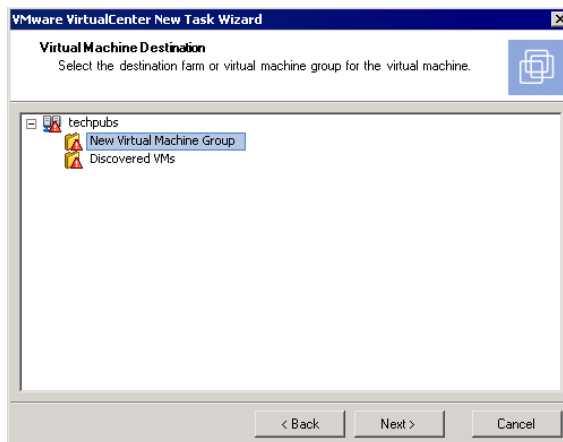 VMware VirtualCenter New Task Wizard
Virtual Machine Destination
Select the destination farm or virtual machine group for the virtual machine.
techpubs
New Virtual Machine Group
Discovered VMs
< Back
Next >
Cancel